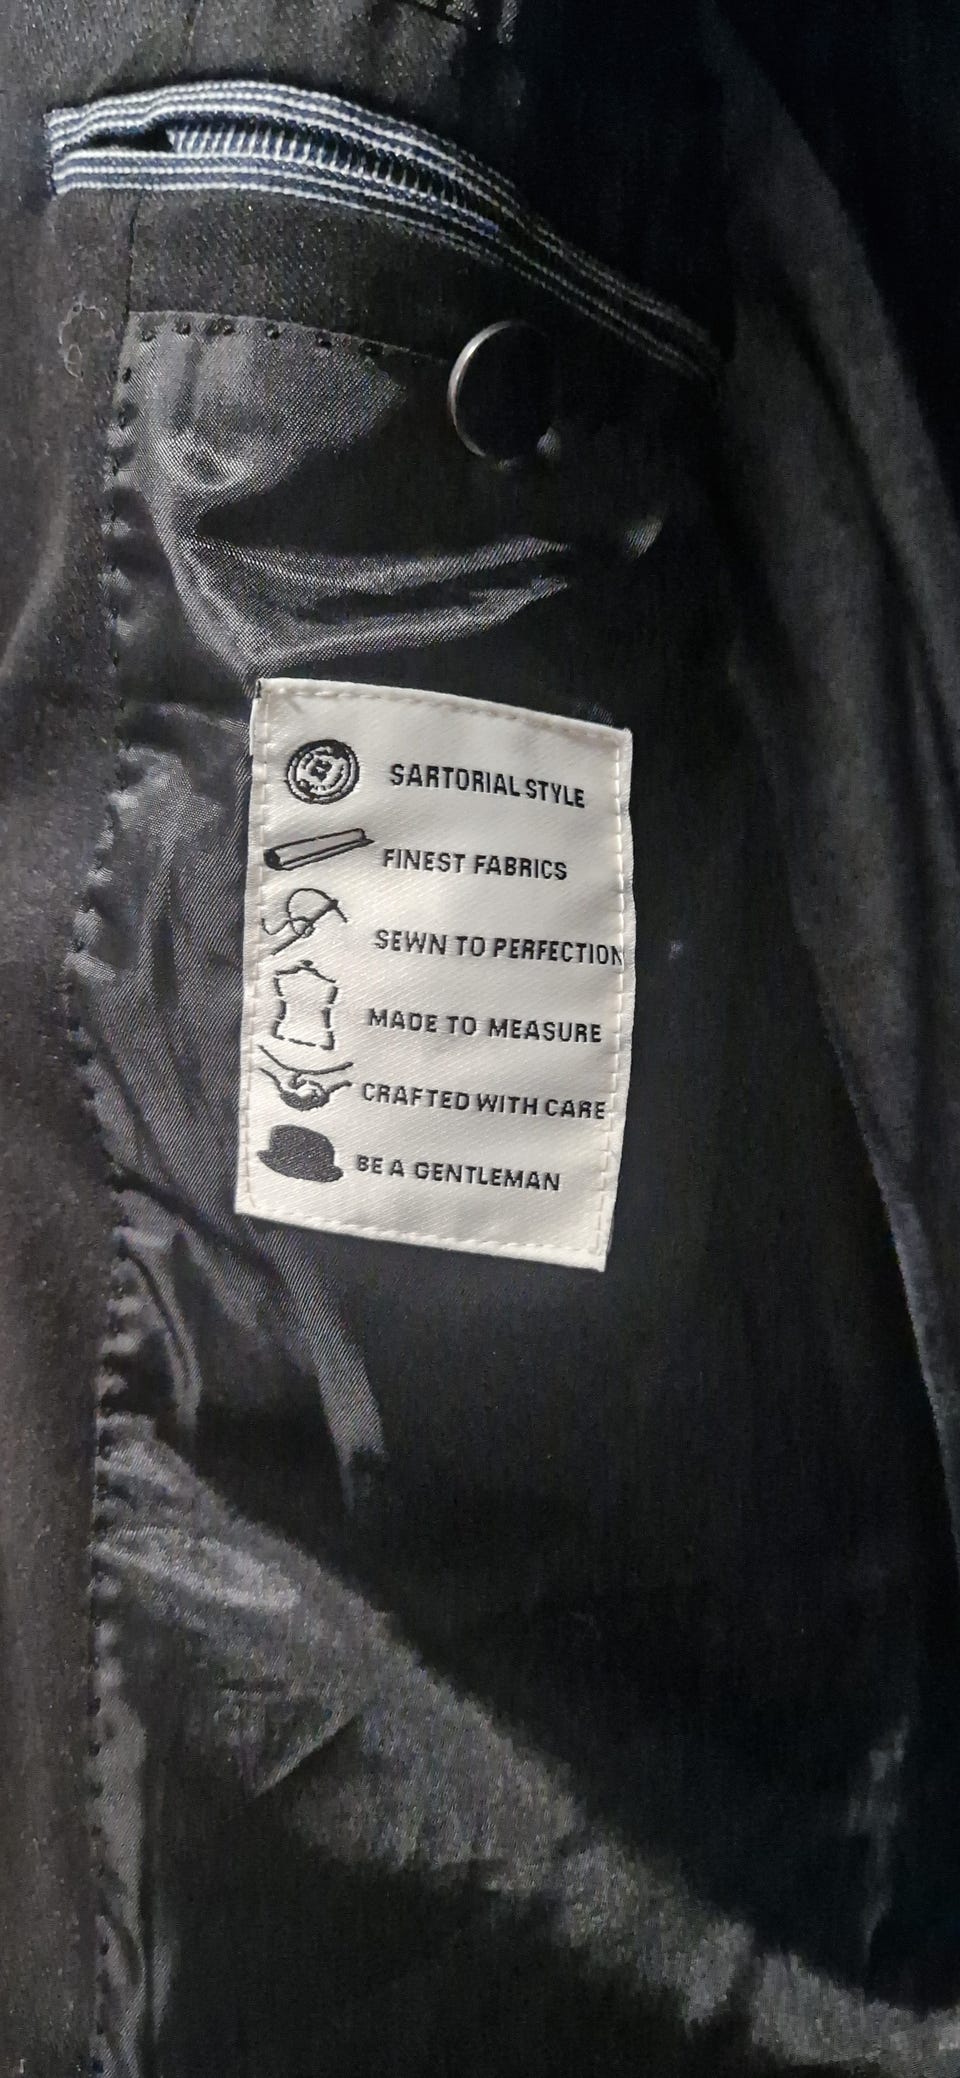 SARTORIAL STYLE
FINEST FABRICS
SEWN TO PERFECTION
MADE TO MEASURE
CRAFTED WITH CARE
BE A GENTLEMAN